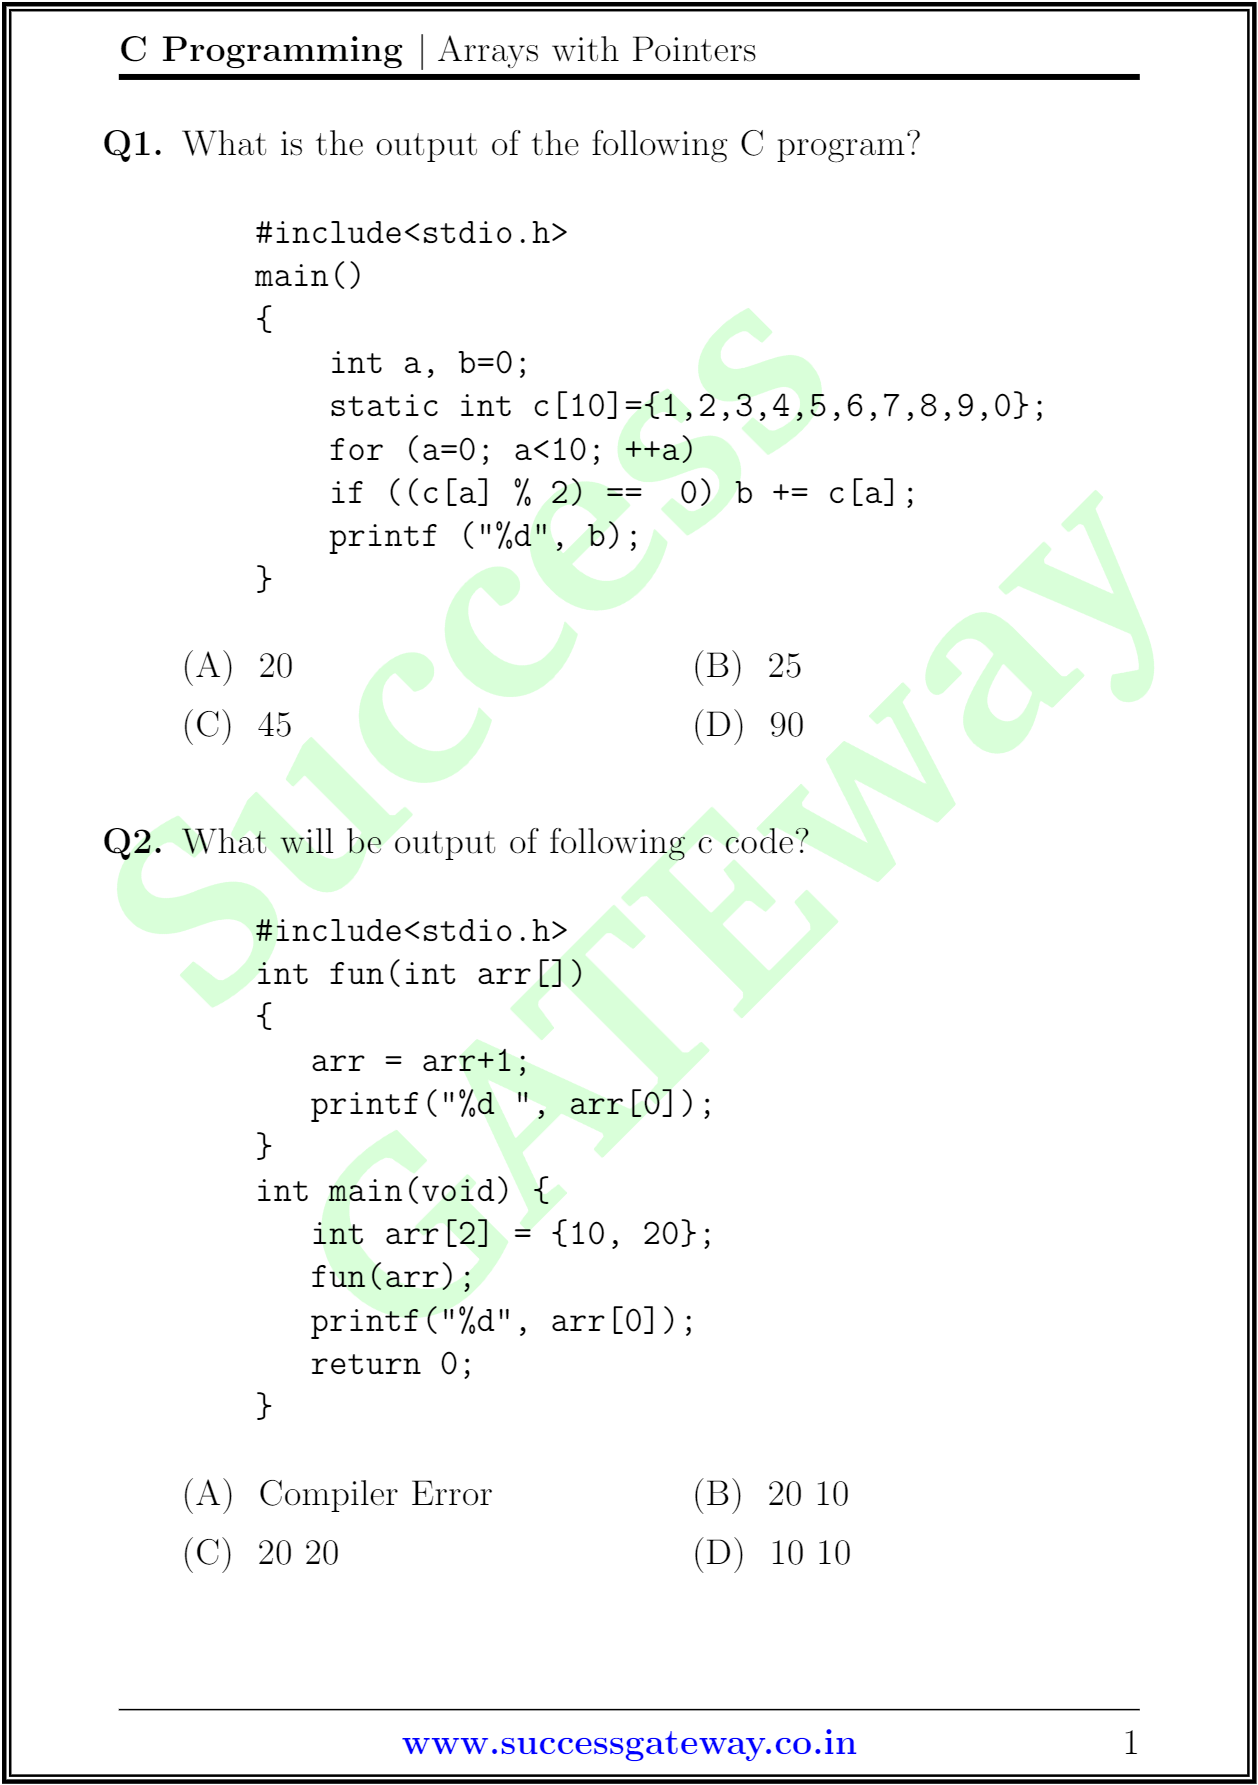 C Programming | Arrays with Pointers
Q1. What is the output of the following C program?
#include<stdio.h>
main()
{
    int a, b=0;
    static int c[10]={1,2,3,4,5,6,7,8,9,0};
    for (a=0; a<10; ++a)
    if ((c[a] % 2) ==  0) b += c[a];
    printf ("%d", b);
}
(A) 20 (B) 25
(C) 45 (D) 90
Q2. What will be output of following c code?
#include<stdio.h>
int fun(int arr[])
{
   arr = arr+1;
   printf("%d ", arr[0]);
}
int main(void) {
   int arr[2] = {10, 20};
   fun(arr);
   printf("%d", arr[0]);
   return 0;
}
(A) Compiler Error (B) 20 10
(C) 20 20 (D) 10 10
Success
GATEway
www.successgateway.co.in 1